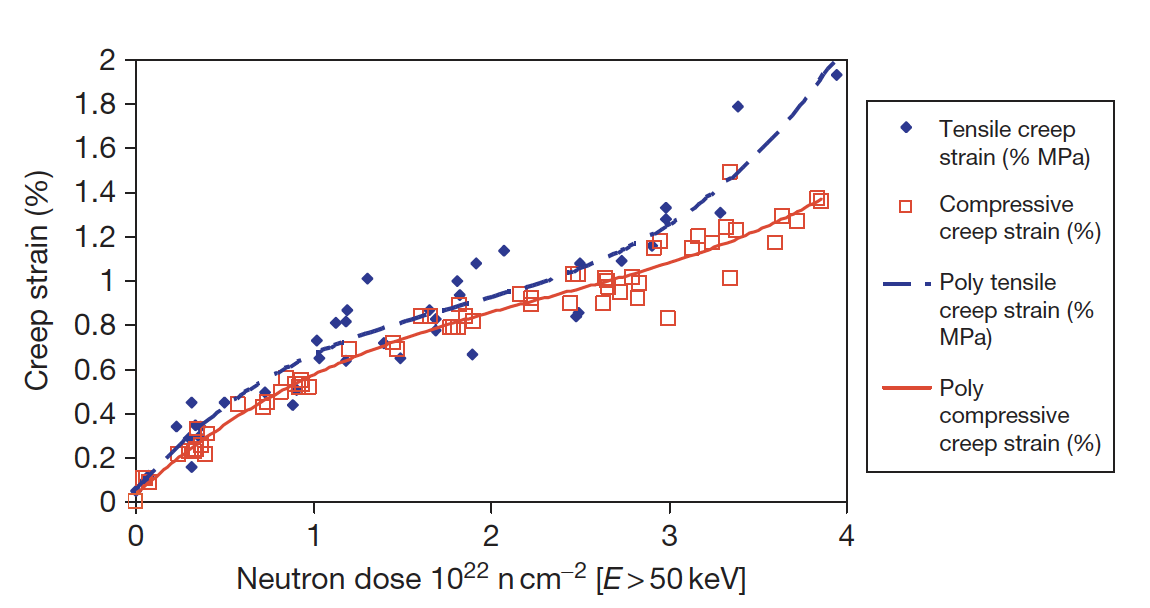 2
1.8
1.6
1.4
1.2
1
0.8
0.6
0.4
0.2
0
Creep strain (%)
0 1 2 3 4
Neutron dose 10²² n cm⁻² [E > 50 keV]
Tensile creep
strain (% MPa)
Compressive
creep strain (%)
Poly tensile
creep strain (%
MPa)
Poly
compressive
creep strain (%)